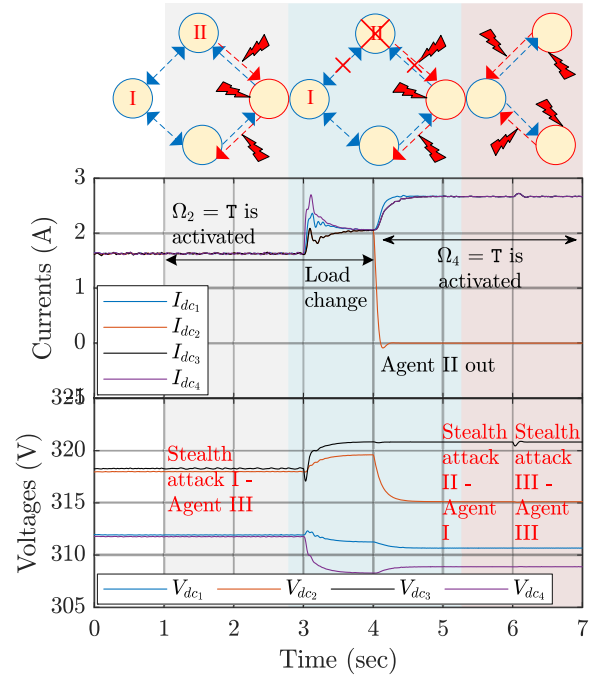 II
I
II
I
3
2
1
0
321
Currents (A)
Ω2 = T is
activated
Load
change
Ω4 = T is
activated
Agent II out
Idc1
Idc2
Idc3
Idc4
320
315
310
305
Voltages (V)
Stealth
attack I -
Agent III
Stealth
attack
II -
Agent
I
Stealth
attack
III -
Agent
III
Vdc1
Vdc2
Vdc3
Vdc4
0
1
2
3
4
5
6
7
Time (sec)